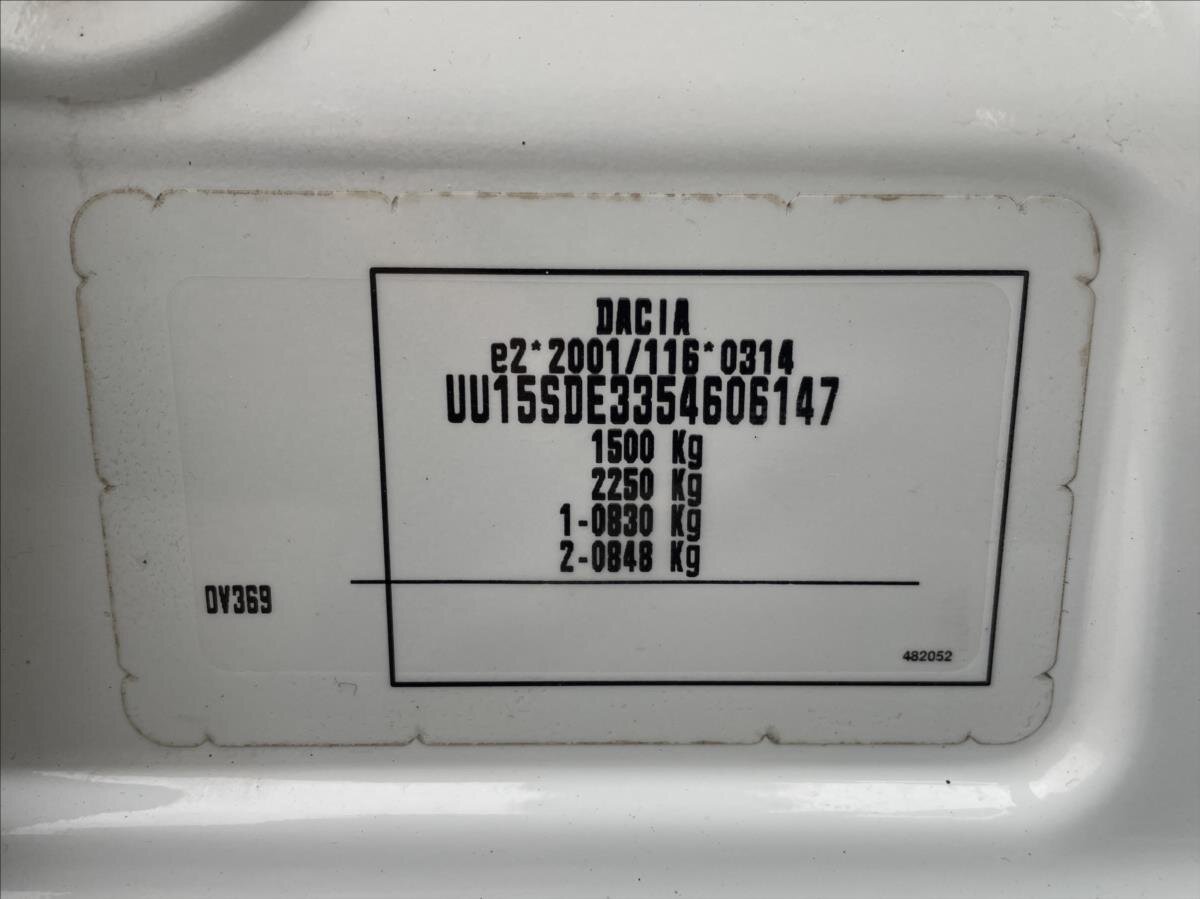 DACIA
e2*2001/116*0314
UU15SDE3354606147
1500 Kg
2250 Kg
1-0830 Kg
2-0848 Kg
DV369
482052